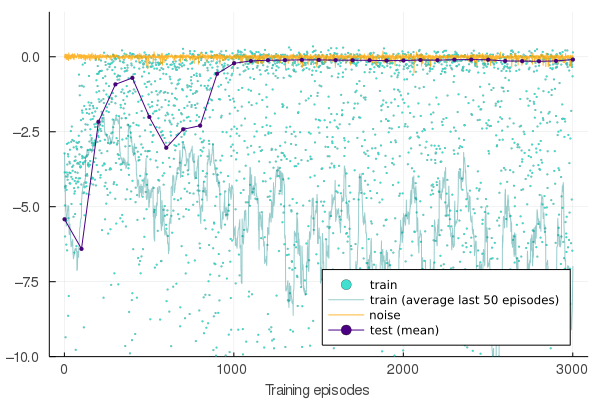 0.0
−2.5
−5.0
−7.5
−10.0
train
train (average last 50 episodes)
noise
test (mean)
0 1000 2000 3000
Training episodes